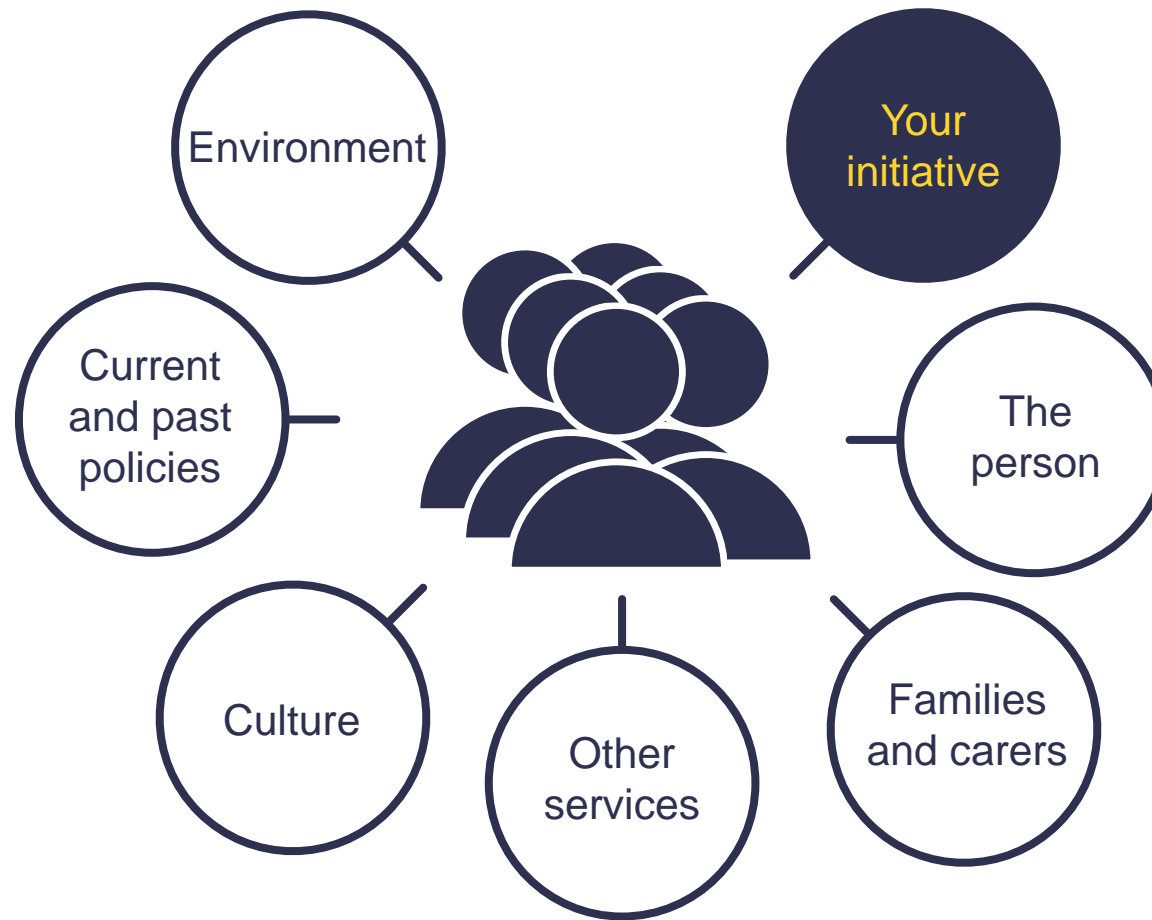 Environment
Your
initiative
Current
and past
policies
The
person
Culture
Other
services
Families
and carers